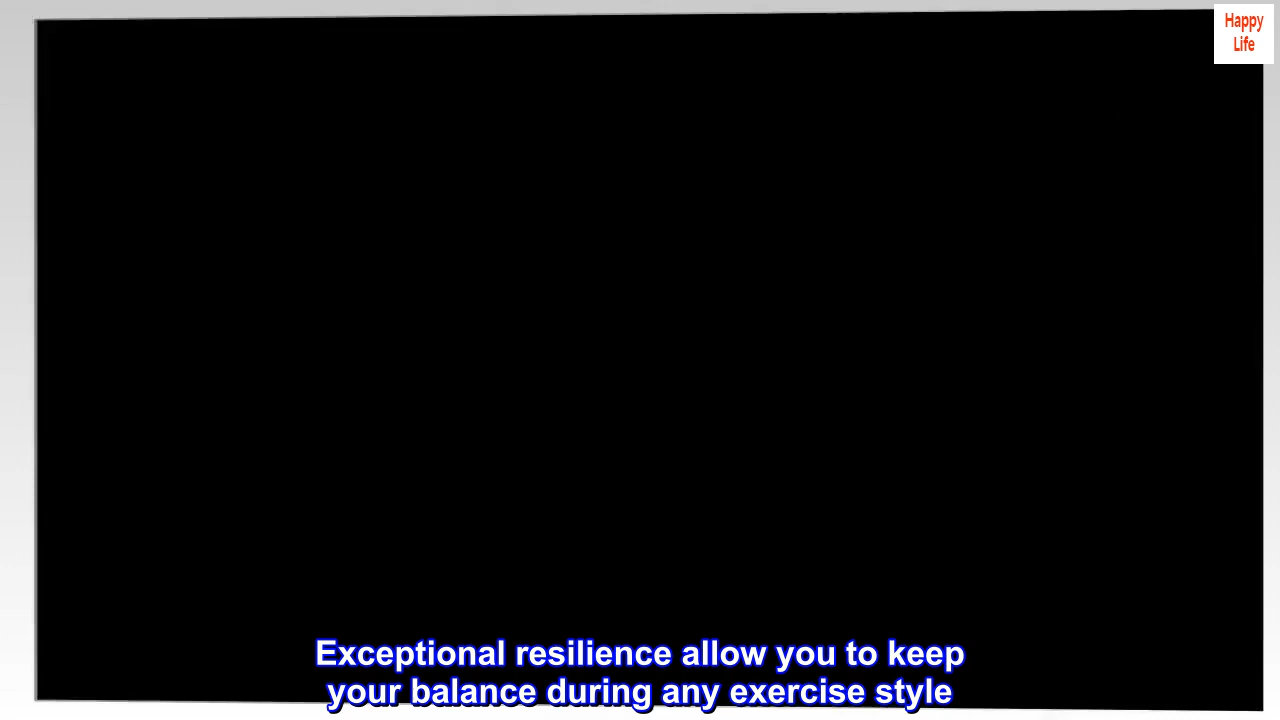 Happy
Life
Exceptional resilience allow you to keep
your balance during any exercise style